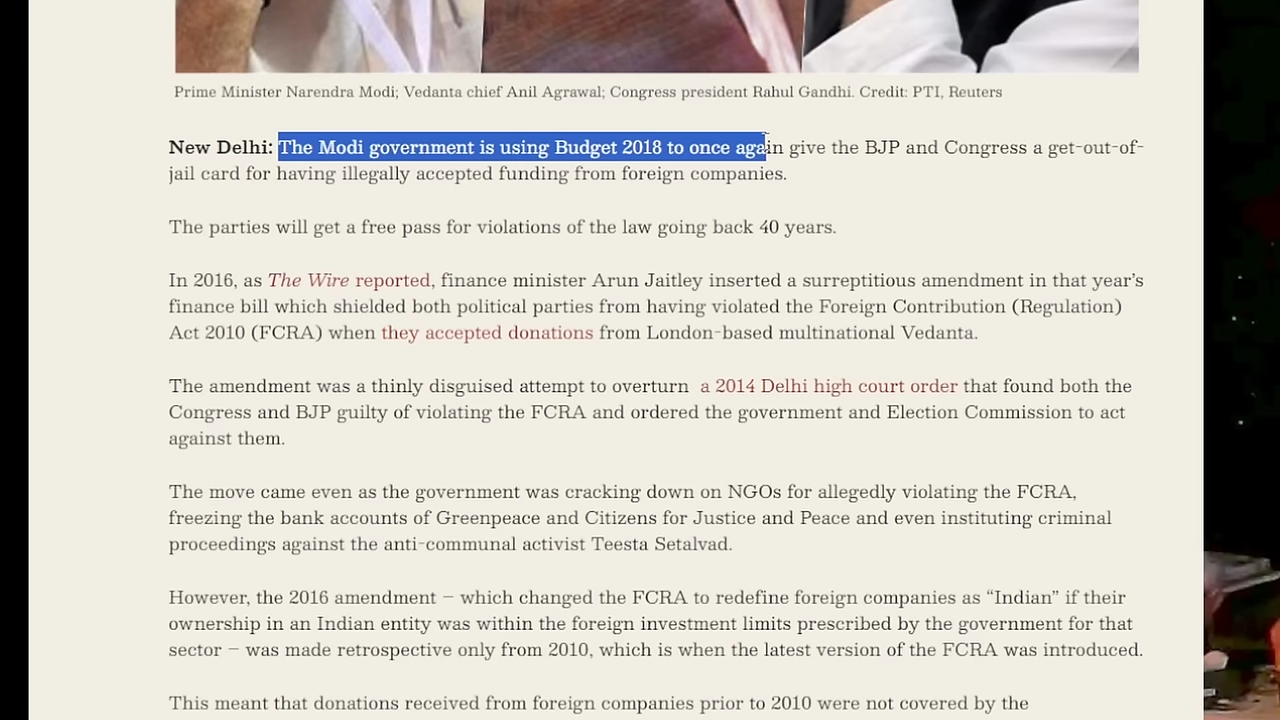 Prime Minister Narendra Modi; Vedanta chief Anil Agrawal; Congress president Rahul Gandhi. Credit: PTI, Reuters
New Delhi: The Modi government is using Budget 2018 to once again give the BJP and Congress a get-out-of-
jail card for having illegally accepted funding from foreign companies.
The parties will get a free pass for violations of the law going back 40 years.
In 2016, as The Wire reported, finance minister Arun Jaitley inserted a surreptitious amendment in that year’s
finance bill which shielded both political parties from having violated the Foreign Contribution (Regulation)
Act 2010 (FCRA) when they accepted donations from London-based multinational Vedanta.
The amendment was a thinly disguised attempt to overturn a 2014 Delhi high court order that found both the
Congress and BJP guilty of violating the FCRA and ordered the government and Election Commission to act
against them.
The move came even as the government was cracking down on NGOs for allegedly violating the FCRA,
freezing the bank accounts of Greenpeace and Citizens for Justice and Peace and even instituting criminal
proceedings against the anti-communal activist Teesta Setalvad.
However, the 2016 amendment – which changed the FCRA to redefine foreign companies as “Indian” if their
ownership in an Indian entity was within the foreign investment limits prescribed by the government for that
sector – was made retrospective only from 2010, which is when the latest version of the FCRA was introduced.
This meant that donations received from foreign companies prior to 2010 were not covered by the